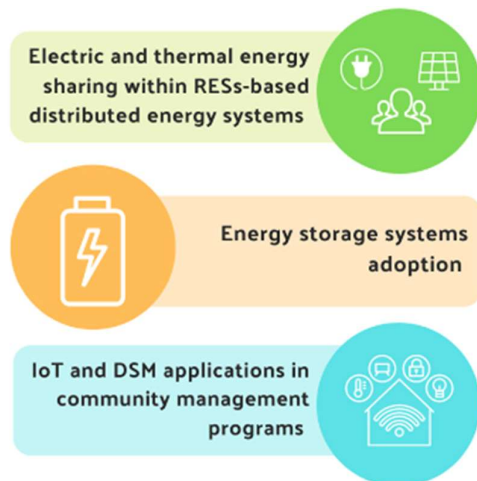 Electric and thermal energy
sharing within RESs-based
distributed energy systems
Energy storage systems
adoption
IoT and DSM applications in
community management
programs